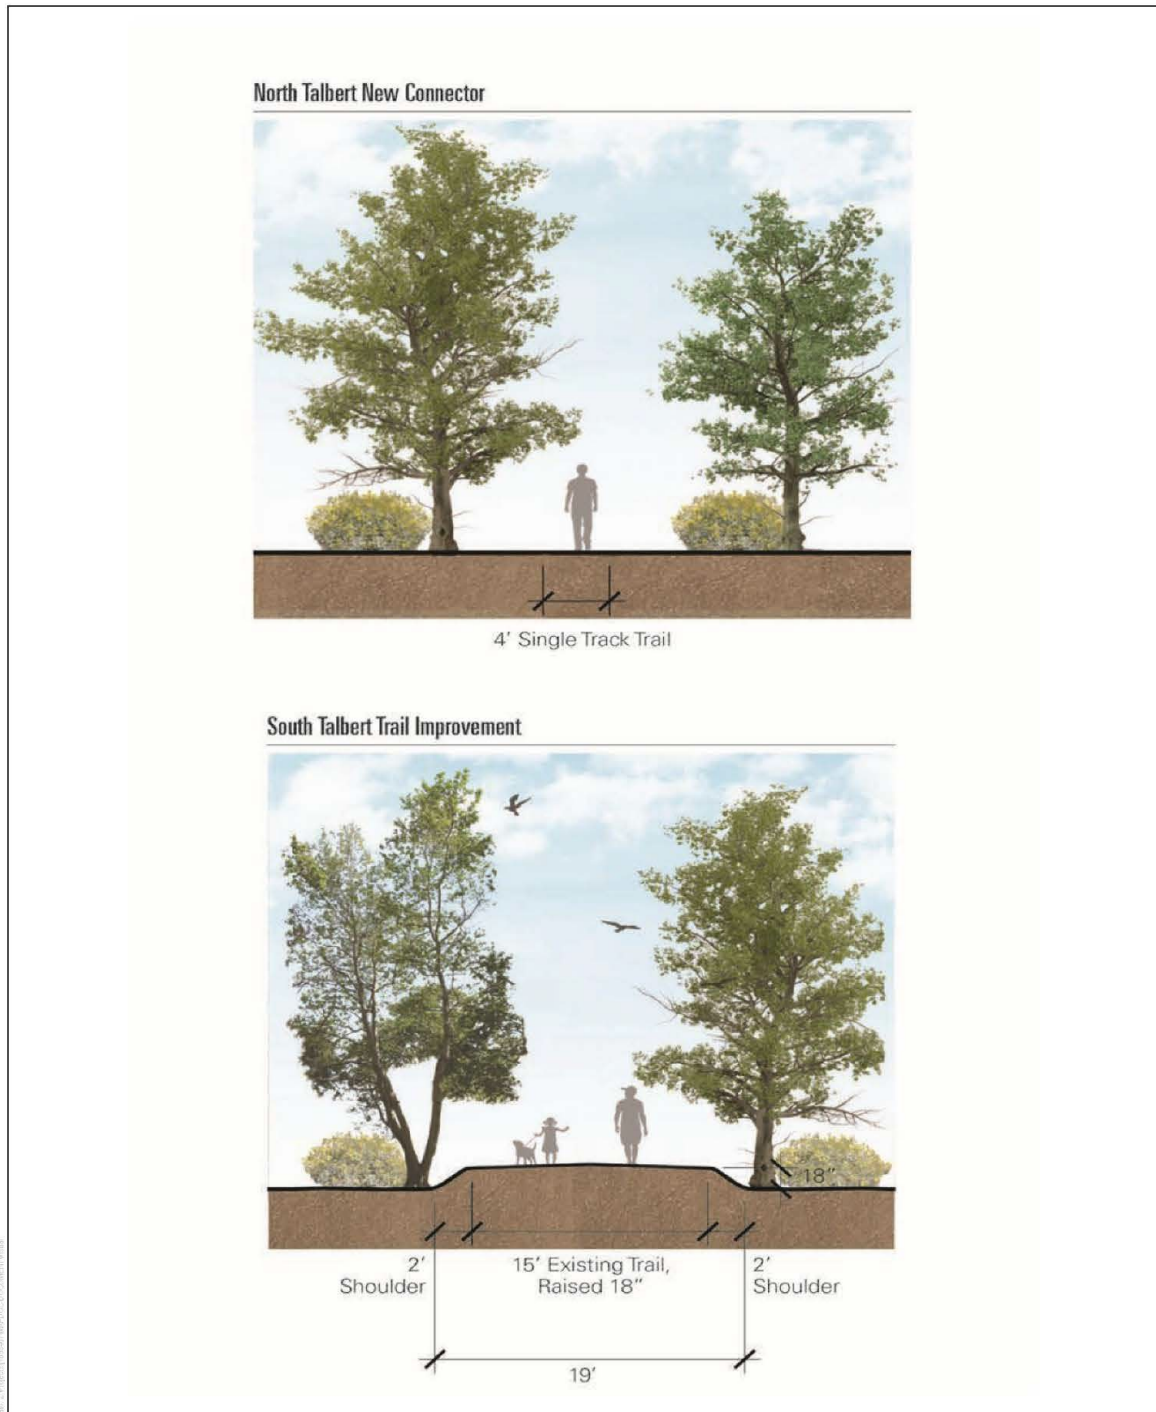 North Talbert New Connector
4’ Single Track Trail
South Talbert Trail Improvement
18”
2’
Shoulder
15’ Existing Trail,
Raised 18”
2’
Shoulder
19’